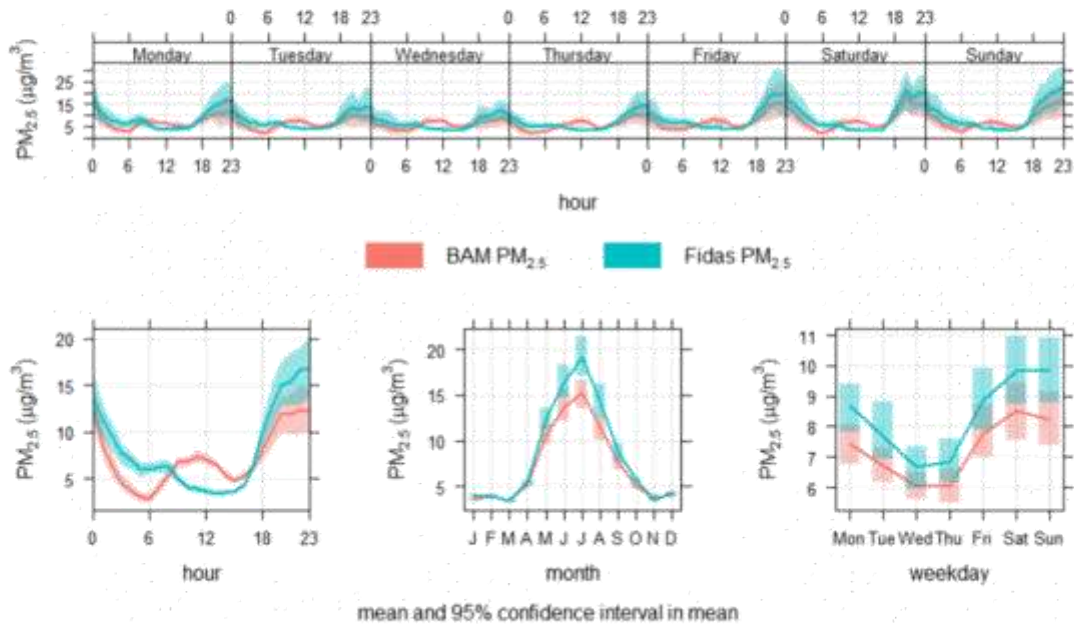 0 6 12 18 23 0 6 12 18 23 0 6 12 18 23
Monday Tuesday Wednesday Thursday Friday Saturday Sunday
PM2.5 (μg/m³)
25
15
5
0 6 12 18 23 0 6 12 18 23 0 6 12 18 23 0 6 12 18 23
hour
BAM PM2.5 Fidas PM2.5
PM2.5 (μg/m³)
20
15
10
5
0 6 12 18 23
hour
PM2.5 (μg/m³)
20
15
10
5
J F M A M J J A S O N D
month
PM2.5 (μg/m³)
11
10
9
8
7
6
Mon Tue Wed Thu Fri Sat Sun
weekday
mean and 95% confidence interval in mean